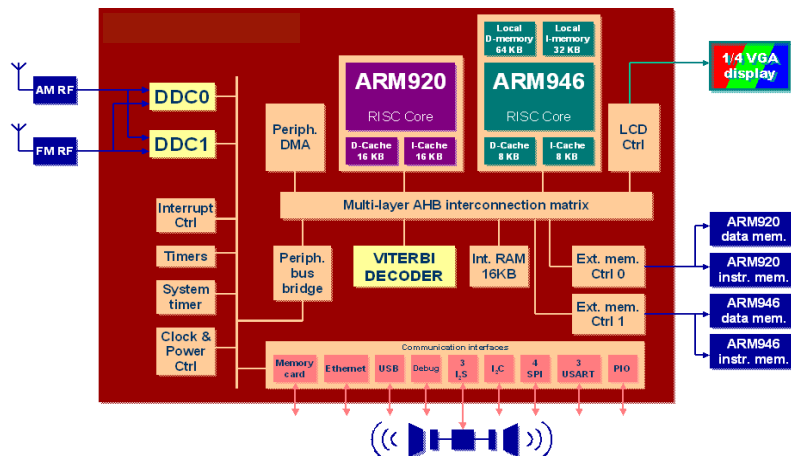 AM RF
FM RF
DDC0
DDC1
Interrupt
Ctrl
Timers
System
timer
Clock &
Power
Ctrl
Periph.
DMA
ARM920
RISC Core
D-Cache
16 KB
I-Cache
16 KB
Local
D-memory
64 KB
Local
I-memory
32 KB
ARM946
RISC Core
D-Cache
8 KB
I-Cache
8 KB
LCD
Ctrl
1/4 VGA
display
Multi-layer AHB interconnection matrix
Periph.
bus
bridge
VITERBI
DECODER
Int. RAM
16KB
Ext. mem.
Ctrl 0
Ext. mem.
Ctrl 1
ARM920
data mem.
ARM920
instr. mem.
ARM946
data mem.
ARM946
instr. mem.
Communication interfaces
Memory
card
Ethernet
USB
Debug
3
I₂S
I₂C
4
SPI
3
USART
PIO